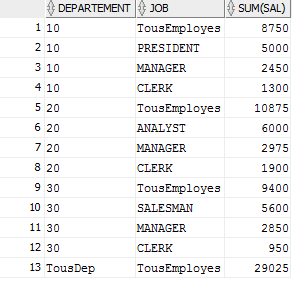 DEPARTEMENT JOB SUM(SAL)
1 10 TousEmployes 8750
2 10 PRESIDENT 5000
3 10 MANAGER 2450
4 10 CLERK 1300
5 20 TousEmployes 10875
6 20 ANALYST 6000
7 20 MANAGER 2975
8 20 CLERK 1900
9 30 TousEmployes 9400
10 30 SALESMAN 5600
11 30 MANAGER 2850
12 30 CLERK 950
13 TousDep TousEmployes 29025